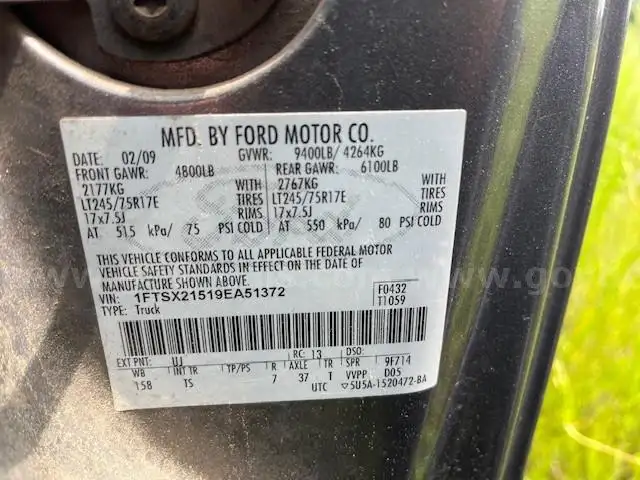 MFD. BY FORD MOTOR CO.
DATE: 02/09 GVWR: 9400LB/ 4264KG
FRONT GAWR: 4800LB REAR GAWR: 6100LB
2177KG WITH 2767KG WITH
LT245/75R17E TIRES LT245/75R17E TIRES
17x7.5J RIMS 17x7.5J RIMS
AT 515 kPa/ 75 PSI COLD AT 550 kPa/ 80 PSI COLD
THIS VEHICLE CONFORMS TO ALL APPLICABLE FEDERAL MOTOR
VEHICLE SAFETY STANDARDS IN EFFECT ON THE DATE OF
MANUFACTURE SHOWN ABOVE.
VIN: 1FTSX21519EA51372 F0432
TYPE: Truck T1059
EXT PNT: UJ RC: 13 DSO:
WB INT TR TP/PS R AXLE TR SPR 9F714
158 TS 7 37 T VVPP D05
UTC ▽5U5A-1520472-BA